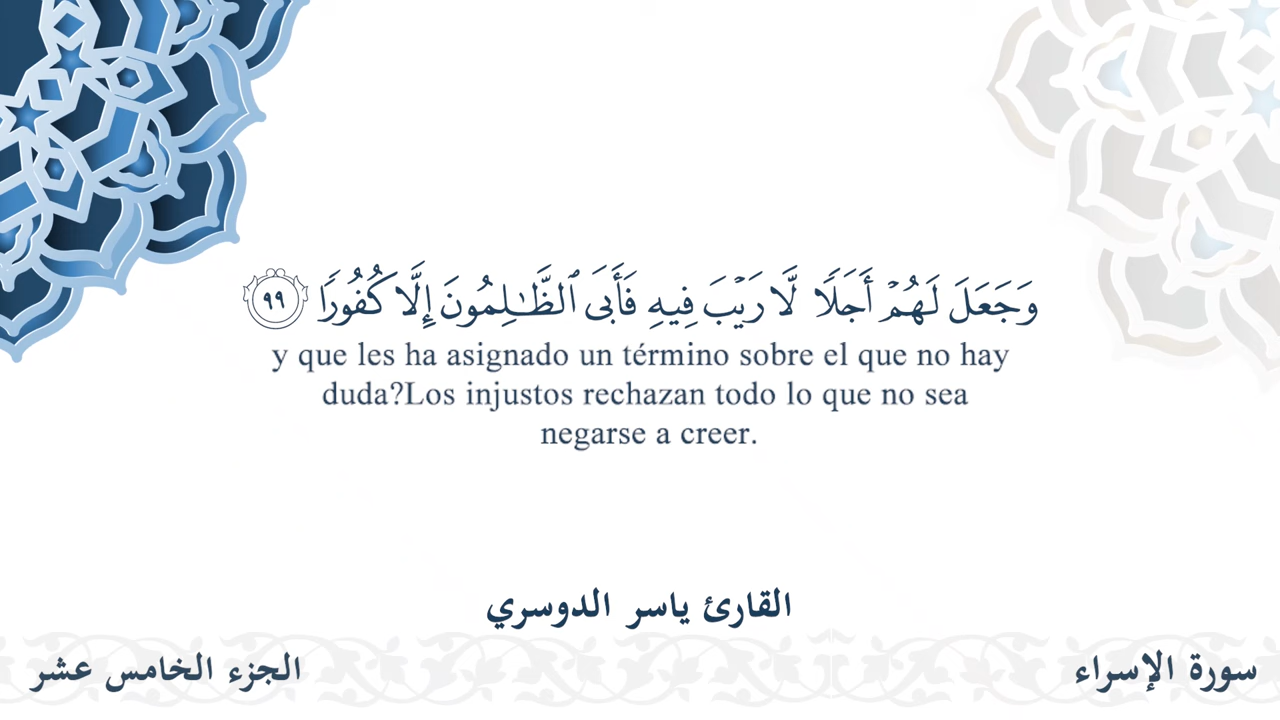 وَجَعَلَ لَهُمۡ أَجَلٗا لَّا رَيۡبَ فِيهِ فَأَبَى ٱلظَّـٰلِمُونَ إِلَّا كُفُورٗا ٩٩
y que les ha asignado un término sobre el que no hay
duda?Los injustos rechazan todo lo que no sea
negarse a creer.
القارئ ياسر الدوسري
سورة الإسراء
الجزء الخامس عشر